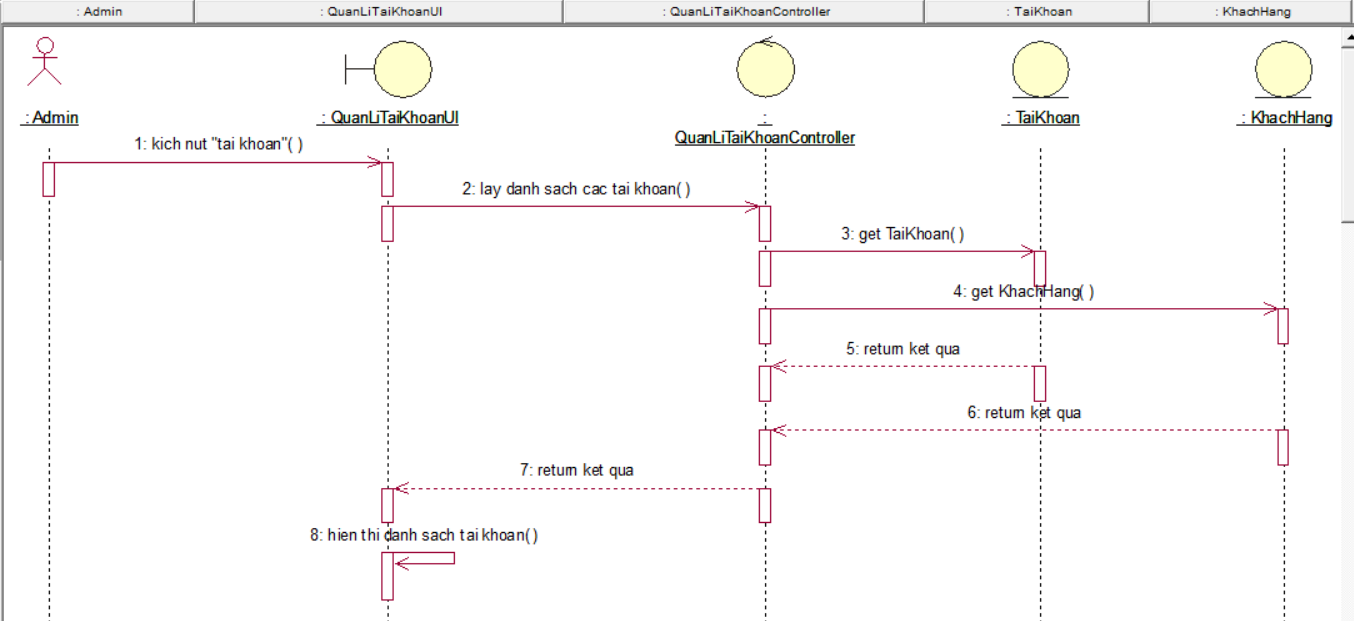 : Admin
: QuanLiTaiKhoanUI
: QuanLiTaiKhoanController
: TaiKhoan
: KhachHang
: Admin
: QuanLiTaiKhoanUI
:
QuanLiTaiKhoanController
: TaiKhoan
: KhachHang
1: kich nut "tai khoan"( )
2: lay danh sach cac tai khoan( )
3: get TaiKhoan( )
4: get KhachHang( )
5: return ket qua
6: return ket qua
7: return ket qua
8: hien thi danh sach tai khoan( )